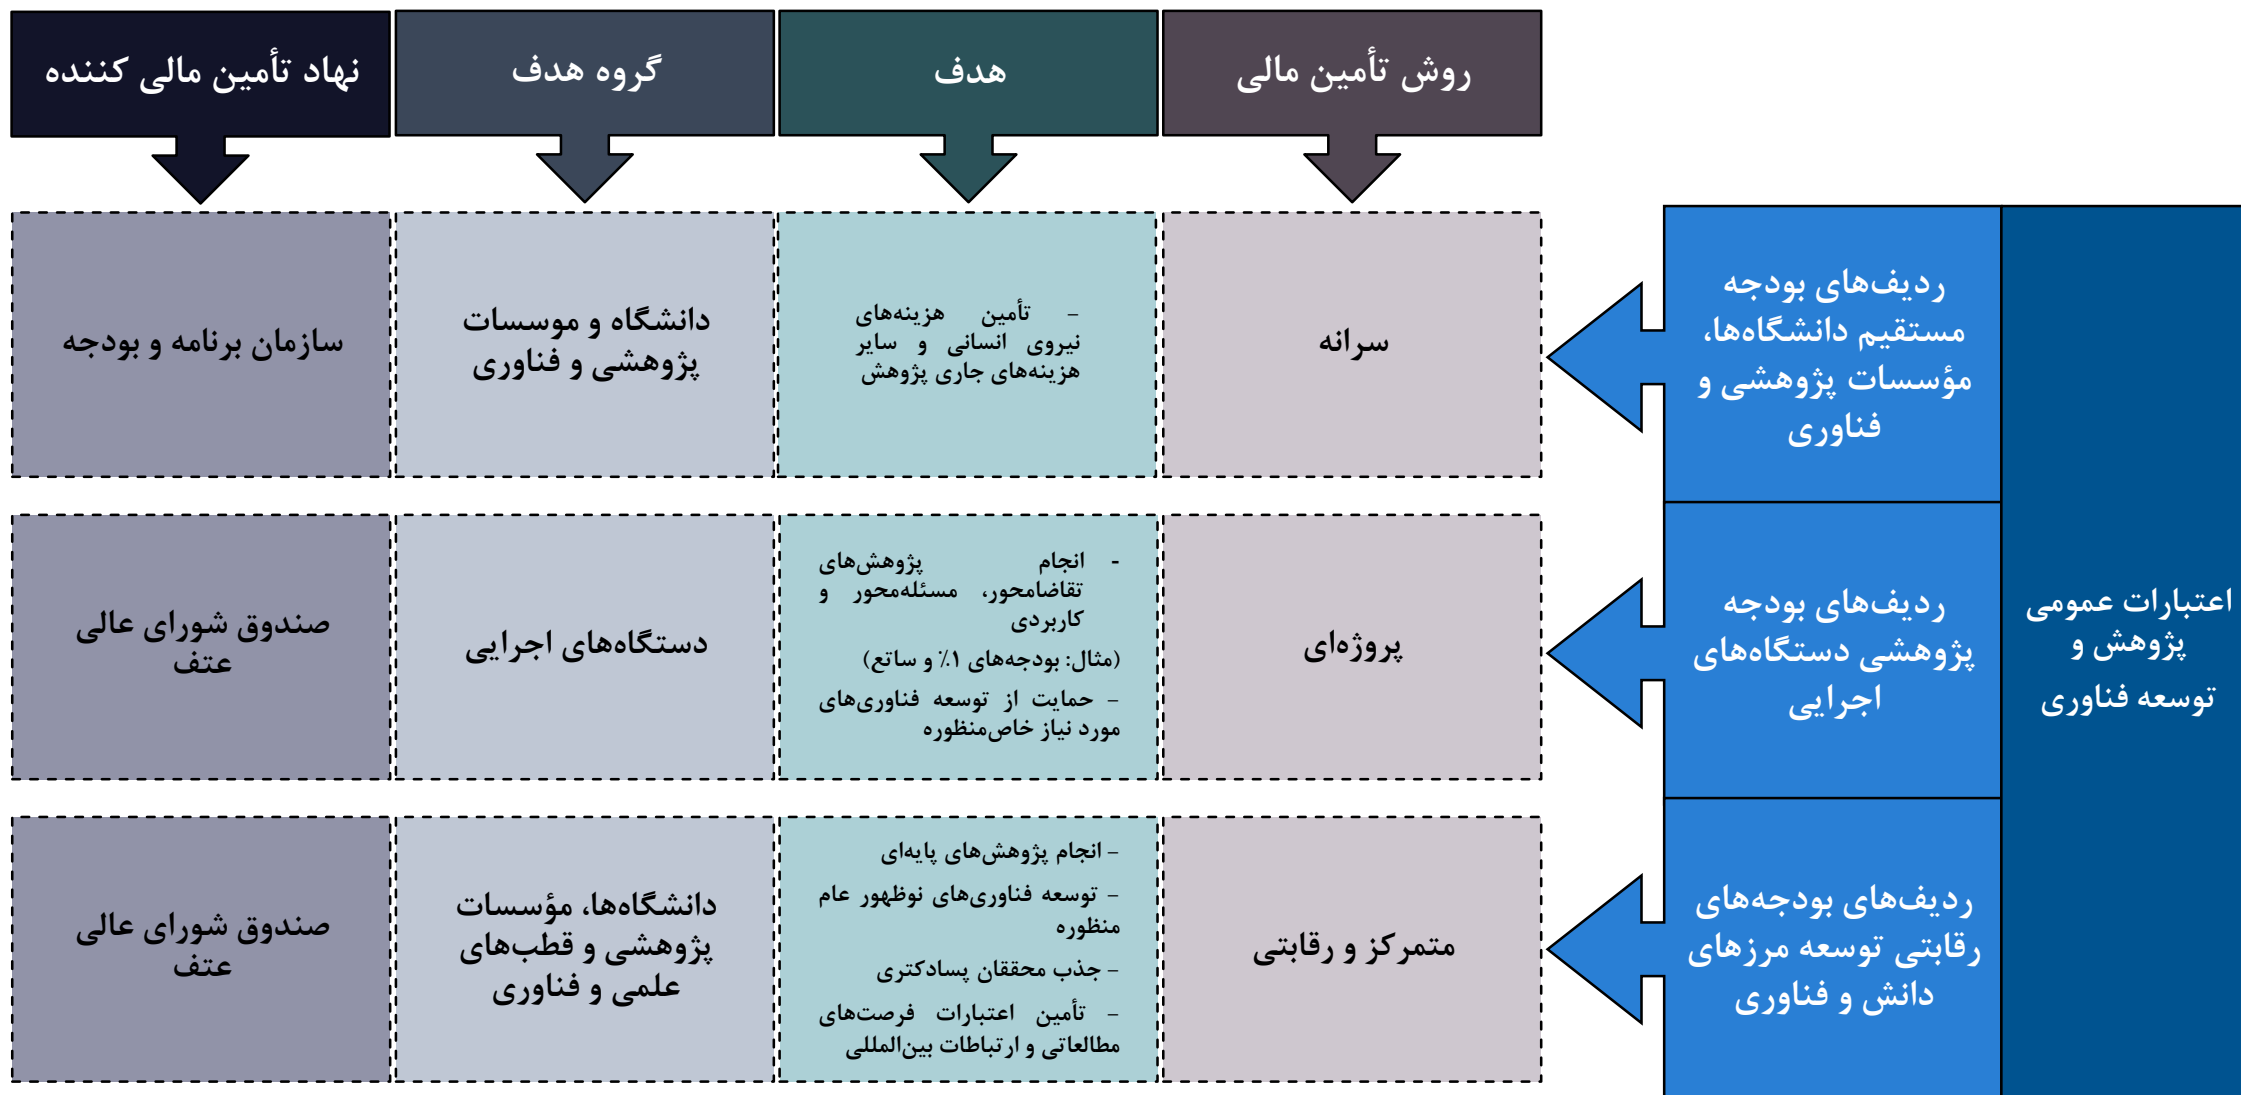 روش تأمین مالی
هدف
گروه هدف
نهاد تأمین مالی کننده
اعتبارات عمومی
پژوهش و
توسعه فناوری
ردیف‌های بودجه
مستقیم دانشگاه‌ها،
مؤسسات پژوهشی و
فناوری
سرانه
- تأمین هزینه‌های
نیروی انسانی و سایر
هزینه‌های جاری پژوهش
دانشگاه و موسسات
پژوهشی و فناوری
سازمان برنامه و بودجه
ردیف‌های بودجه
پژوهشی دستگاه‌های
اجرایی
پروژه‌ای
- انجام پژوهش‌های
تقاضامحور، مسئله‌محور و
کاربردی
(مثال: بودجه‌های ۱٪ و ساتع)
- حمایت از توسعه فناوری‌های
مورد نیاز خاص‌منظوره
دستگاه‌های اجرایی
صندوق شورای عالی
عتف
ردیف‌های بودجه‌های
رقابتی توسعه مرزهای
دانش و فناوری
متمرکز و رقابتی
- انجام پژوهش‌های پایه‌ای
- توسعه فناوری‌های نوظهور عام
منظوره
- جذب محققان پسادکتری
- تأمین اعتبارات فرصت‌های
مطالعاتی و ارتباطات بین‌المللی
دانشگاه‌ها، مؤسسات
پژوهشی و قطب‌های
علمی و فناوری
صندوق شورای عالی
عتف